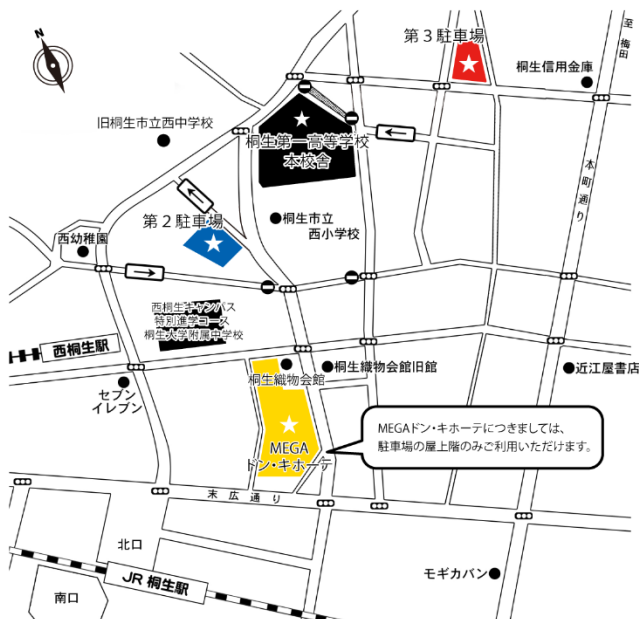 N
第3駐車場
至
梅
田
桐生信用金庫
旧桐生市立西中学校
桐生第一高等学校
本校舎
本
町
通
り
第2駐車場
桐生市立
西小学校
西幼稚園
西桐生キャンパス
特別進学コース
桐生大学附属中学校
西桐生駅
桐生織物会館
桐生織物会館旧館
近江屋書店
セブン
イレブン
MEGA
ドン・キホーテ
MEGAドン・キホーテにつきましては、
駐車場の屋上階のみご利用いただけます。
末広通り
北口
JR 桐生駅
南口
モギカバン